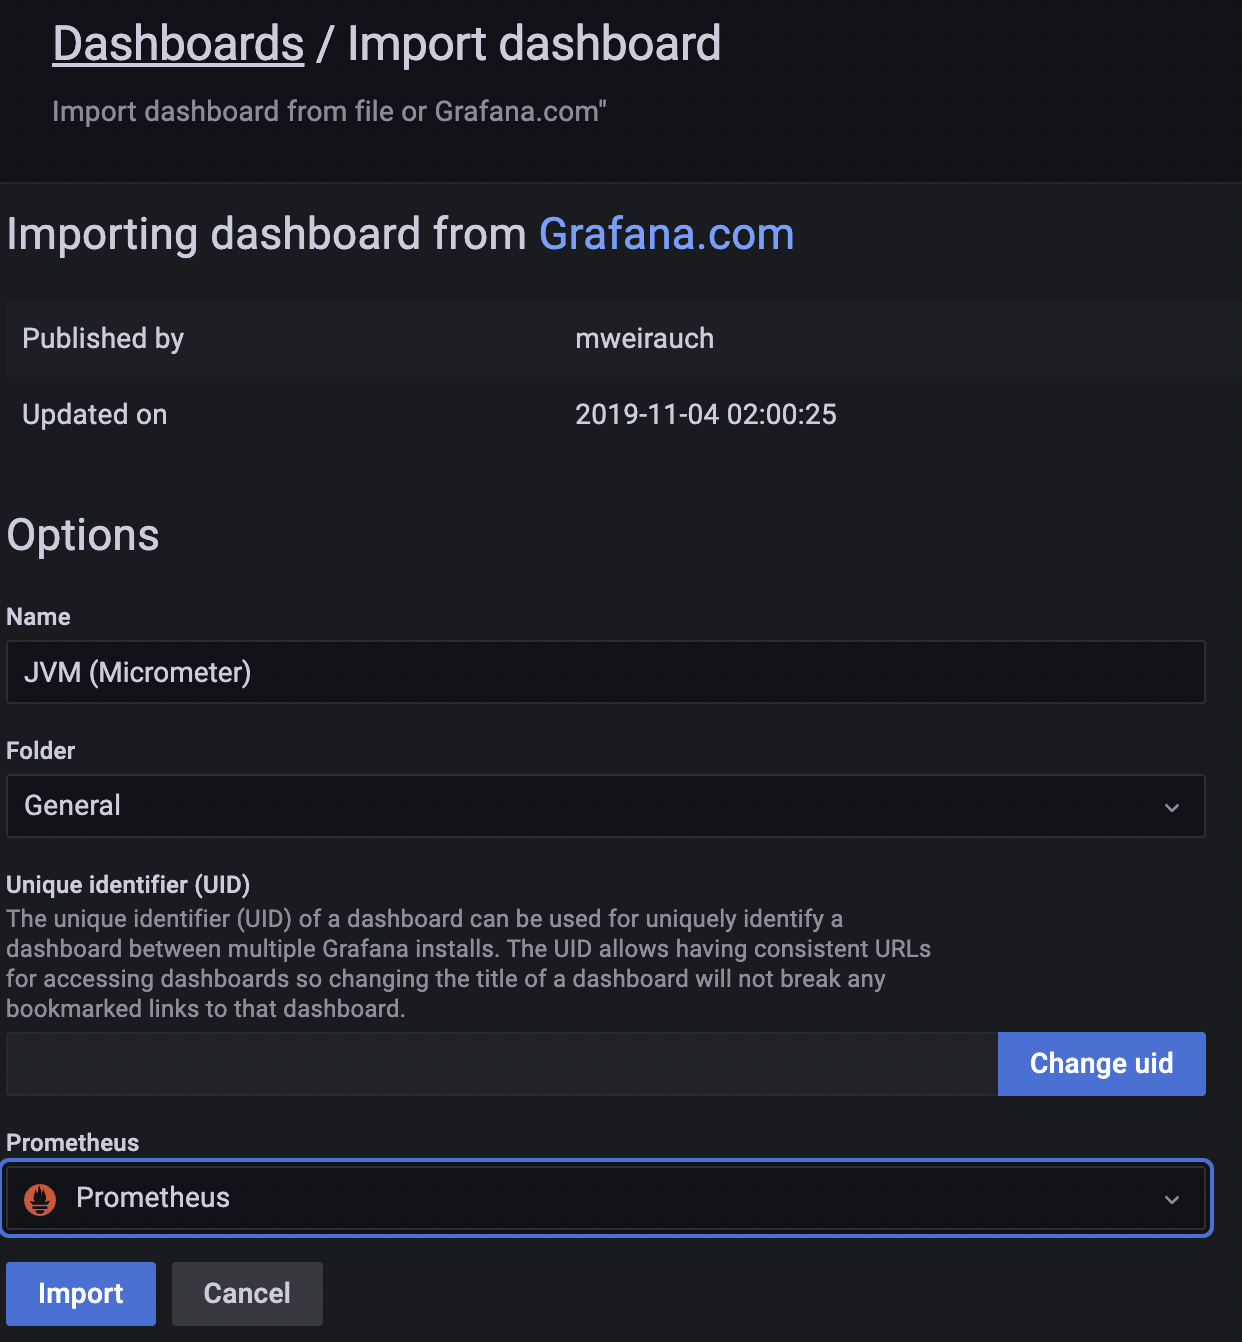 Dashboards / Import dashboard
Import dashboard from file or Grafana.com"
Importing dashboard from Grafana.com
Published by mweirauch
Updated on 2019-11-04 02:00:25
Options
Name
JVM (Micrometer)
Folder
General
Unique identifier (UID)
The unique identifier (UID) of a dashboard can be used for uniquely identify a
dashboard between multiple Grafana installs. The UID allows having consistent URLs
for accessing dashboards so changing the title of a dashboard will not break any
bookmarked links to that dashboard.
Change uid
Prometheus
Prometheus
Import Cancel